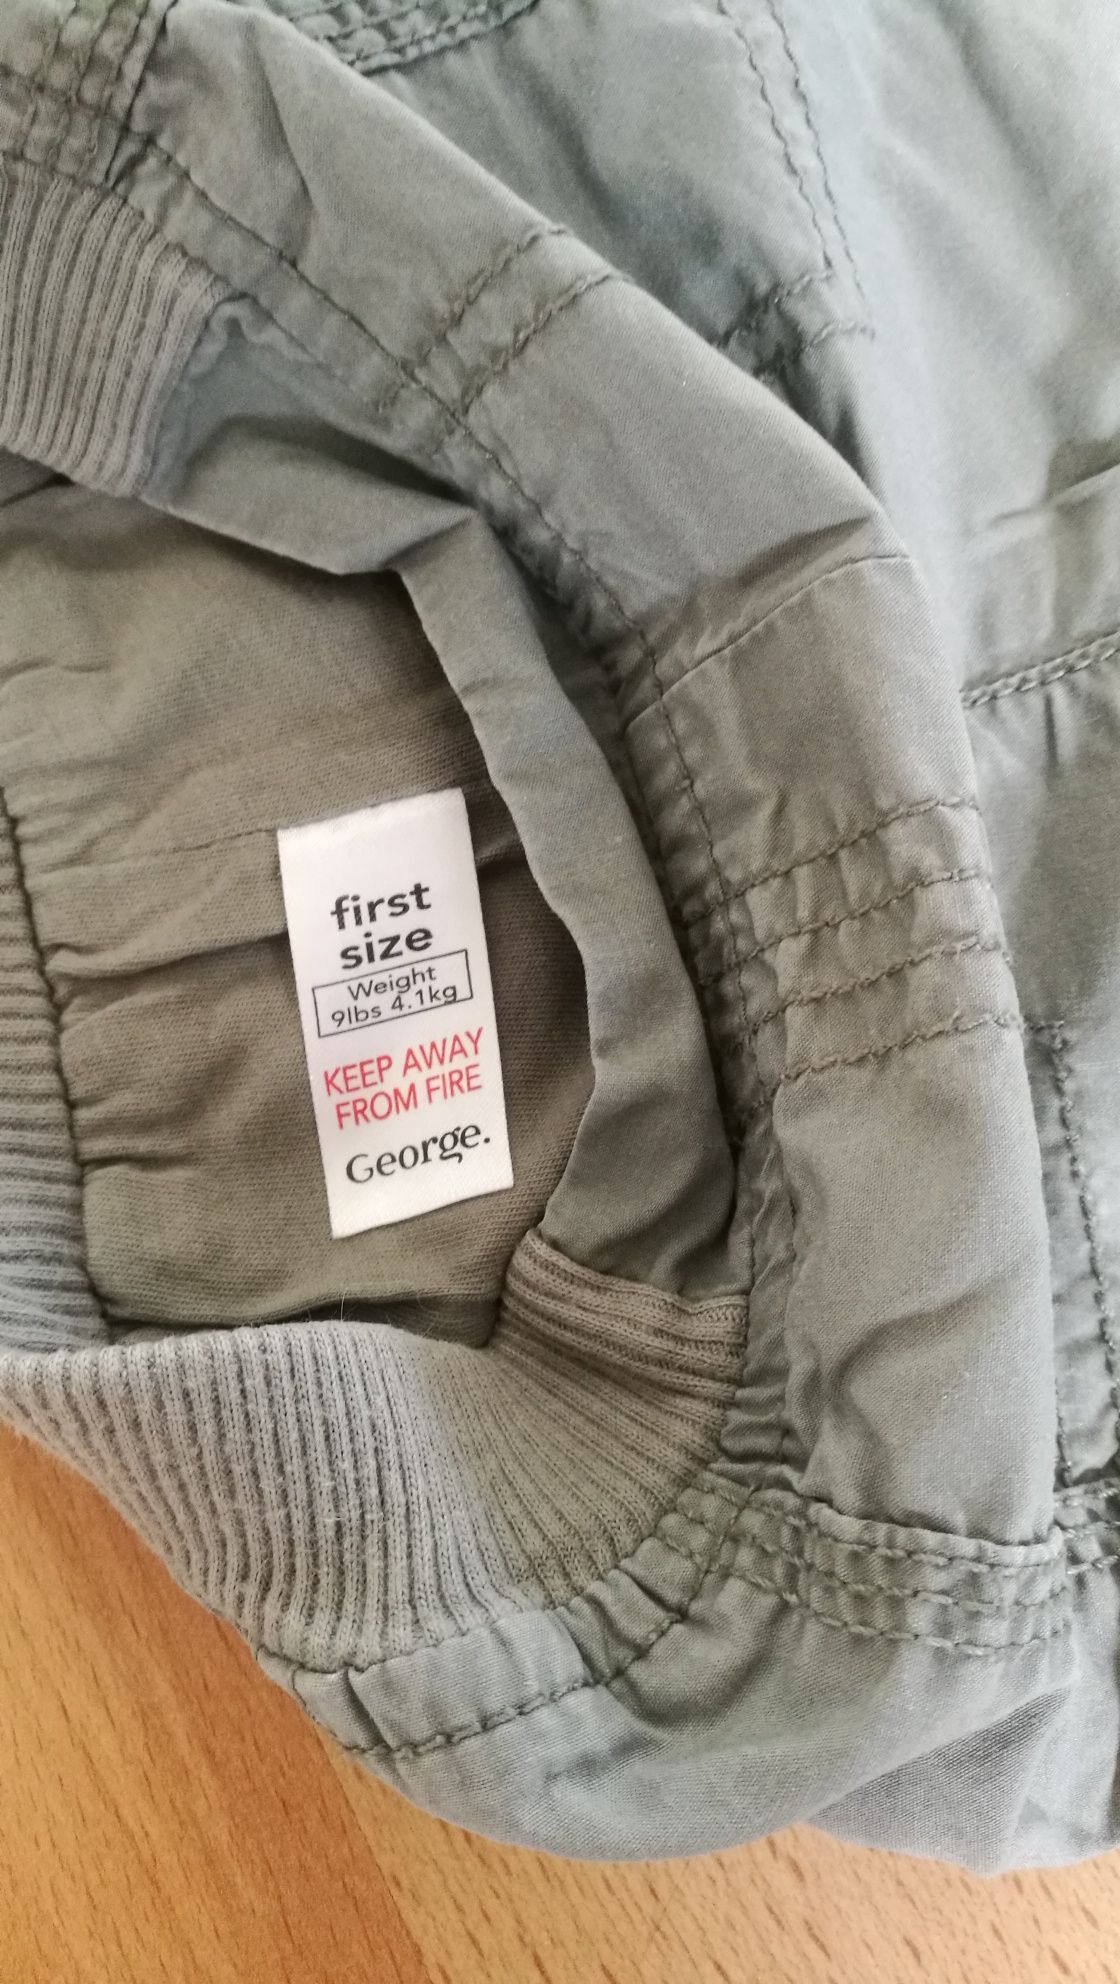 first
size
Weight
9lbs 4.1kg
KEEP AWAY
FROM FIRE
George.